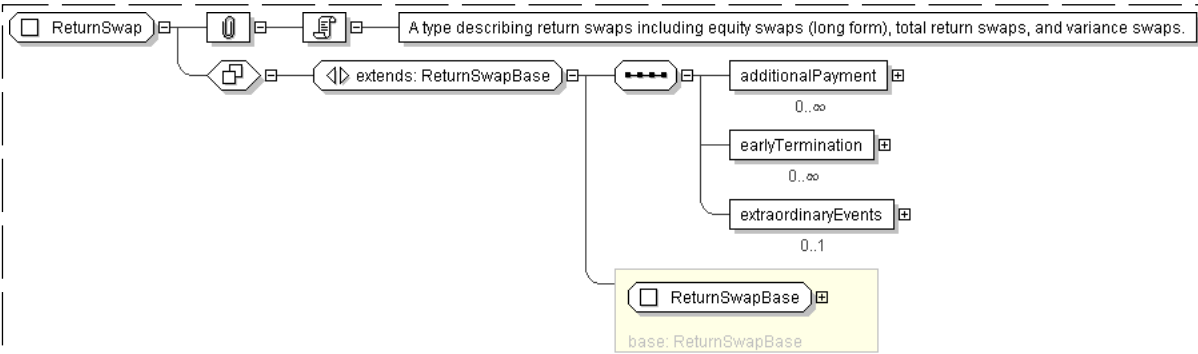 ReturnSwap
A type describing return swaps including equity swaps (long form), total return swaps, and variance swaps.
extends: ReturnSwapBase
additionalPayment
0..∞
earlyTermination
0..∞
extraordinaryEvents
0..1
ReturnSwapBase
base: ReturnSwapBase